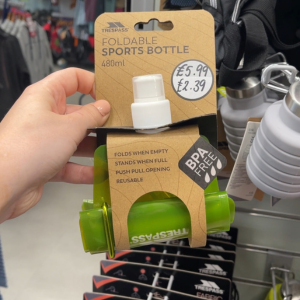 TRESPASS
FOLDABLE
SPORTS BOTTLE
480ml
£5.99
£2.39
FOLDS WHEN EMPTY
STANDS WHEN FULL
PUSH PULL OPENING
REUSABLE
BPA
FREE
TRESPASS
TRESPASS